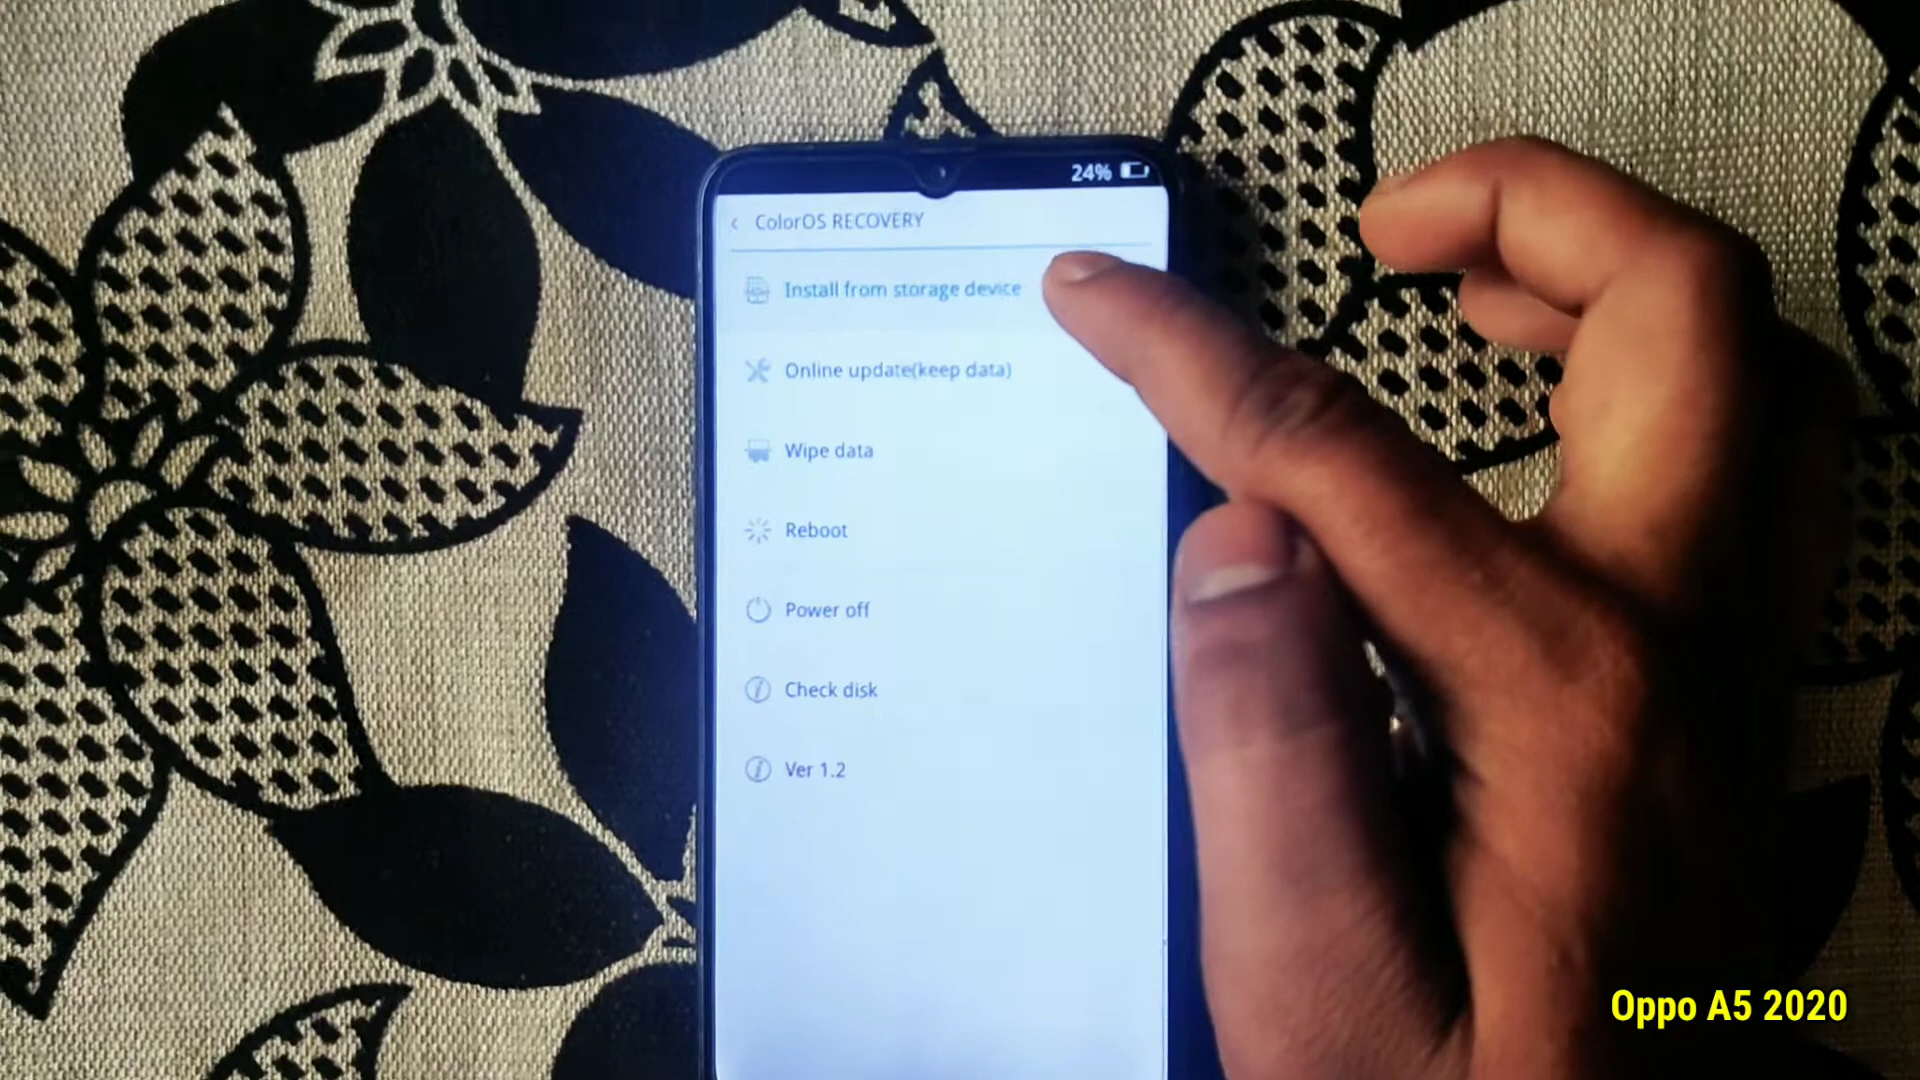 24%
ColorOS RECOVERY
Install from storage device
Online update(keep data)
Wipe data
Reboot
Power off
Check disk
Ver 1.2
Oppo A5 2020